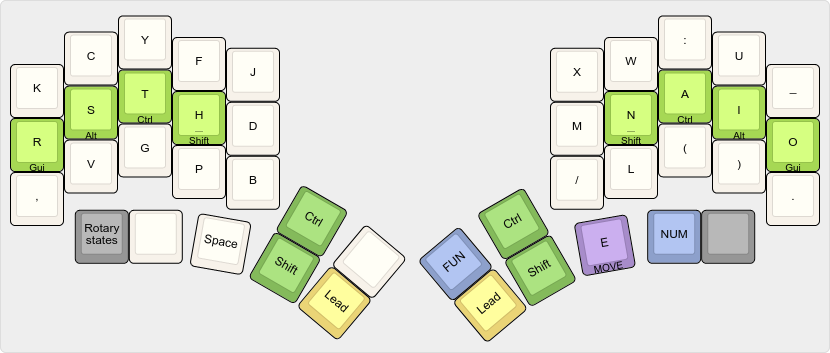 K C Y F J
X W : U _
R
Gui
S
Alt
T
Ctrl
H
_
Shift
D
M
N
_
Shift
A
Ctrl
I
Alt
O
Gui
, V G P B
/ L ( ) .
Rotary
states
Space
Ctrl
Shift
Lead
FUN
Lead
Ctrl
Shift
E
MOVE
NUM